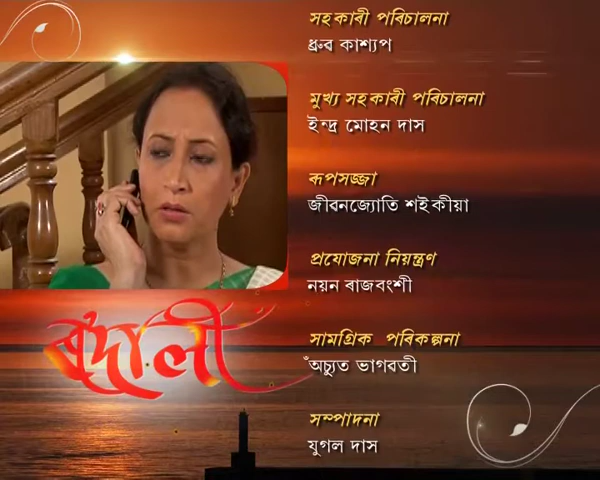 সহকাৰী পৰিচালনা
ধ্ৰুৱ কাশ্যপ
মুখ্য সহকাৰী পৰিচালনা
ইন্দ্ৰ মোহন দাস
ৰূপসজ্জা
জীৱনজ্যোতি শইকীয়া
প্ৰযোজনা নিয়ন্ত্ৰণ
নয়ন ৰাজবংশী
সামগ্ৰিক পৰিকল্পনা
অচ্যুত ভাগৱতী
সম্পাদনা
যুগল দাস
ৰ'দালী